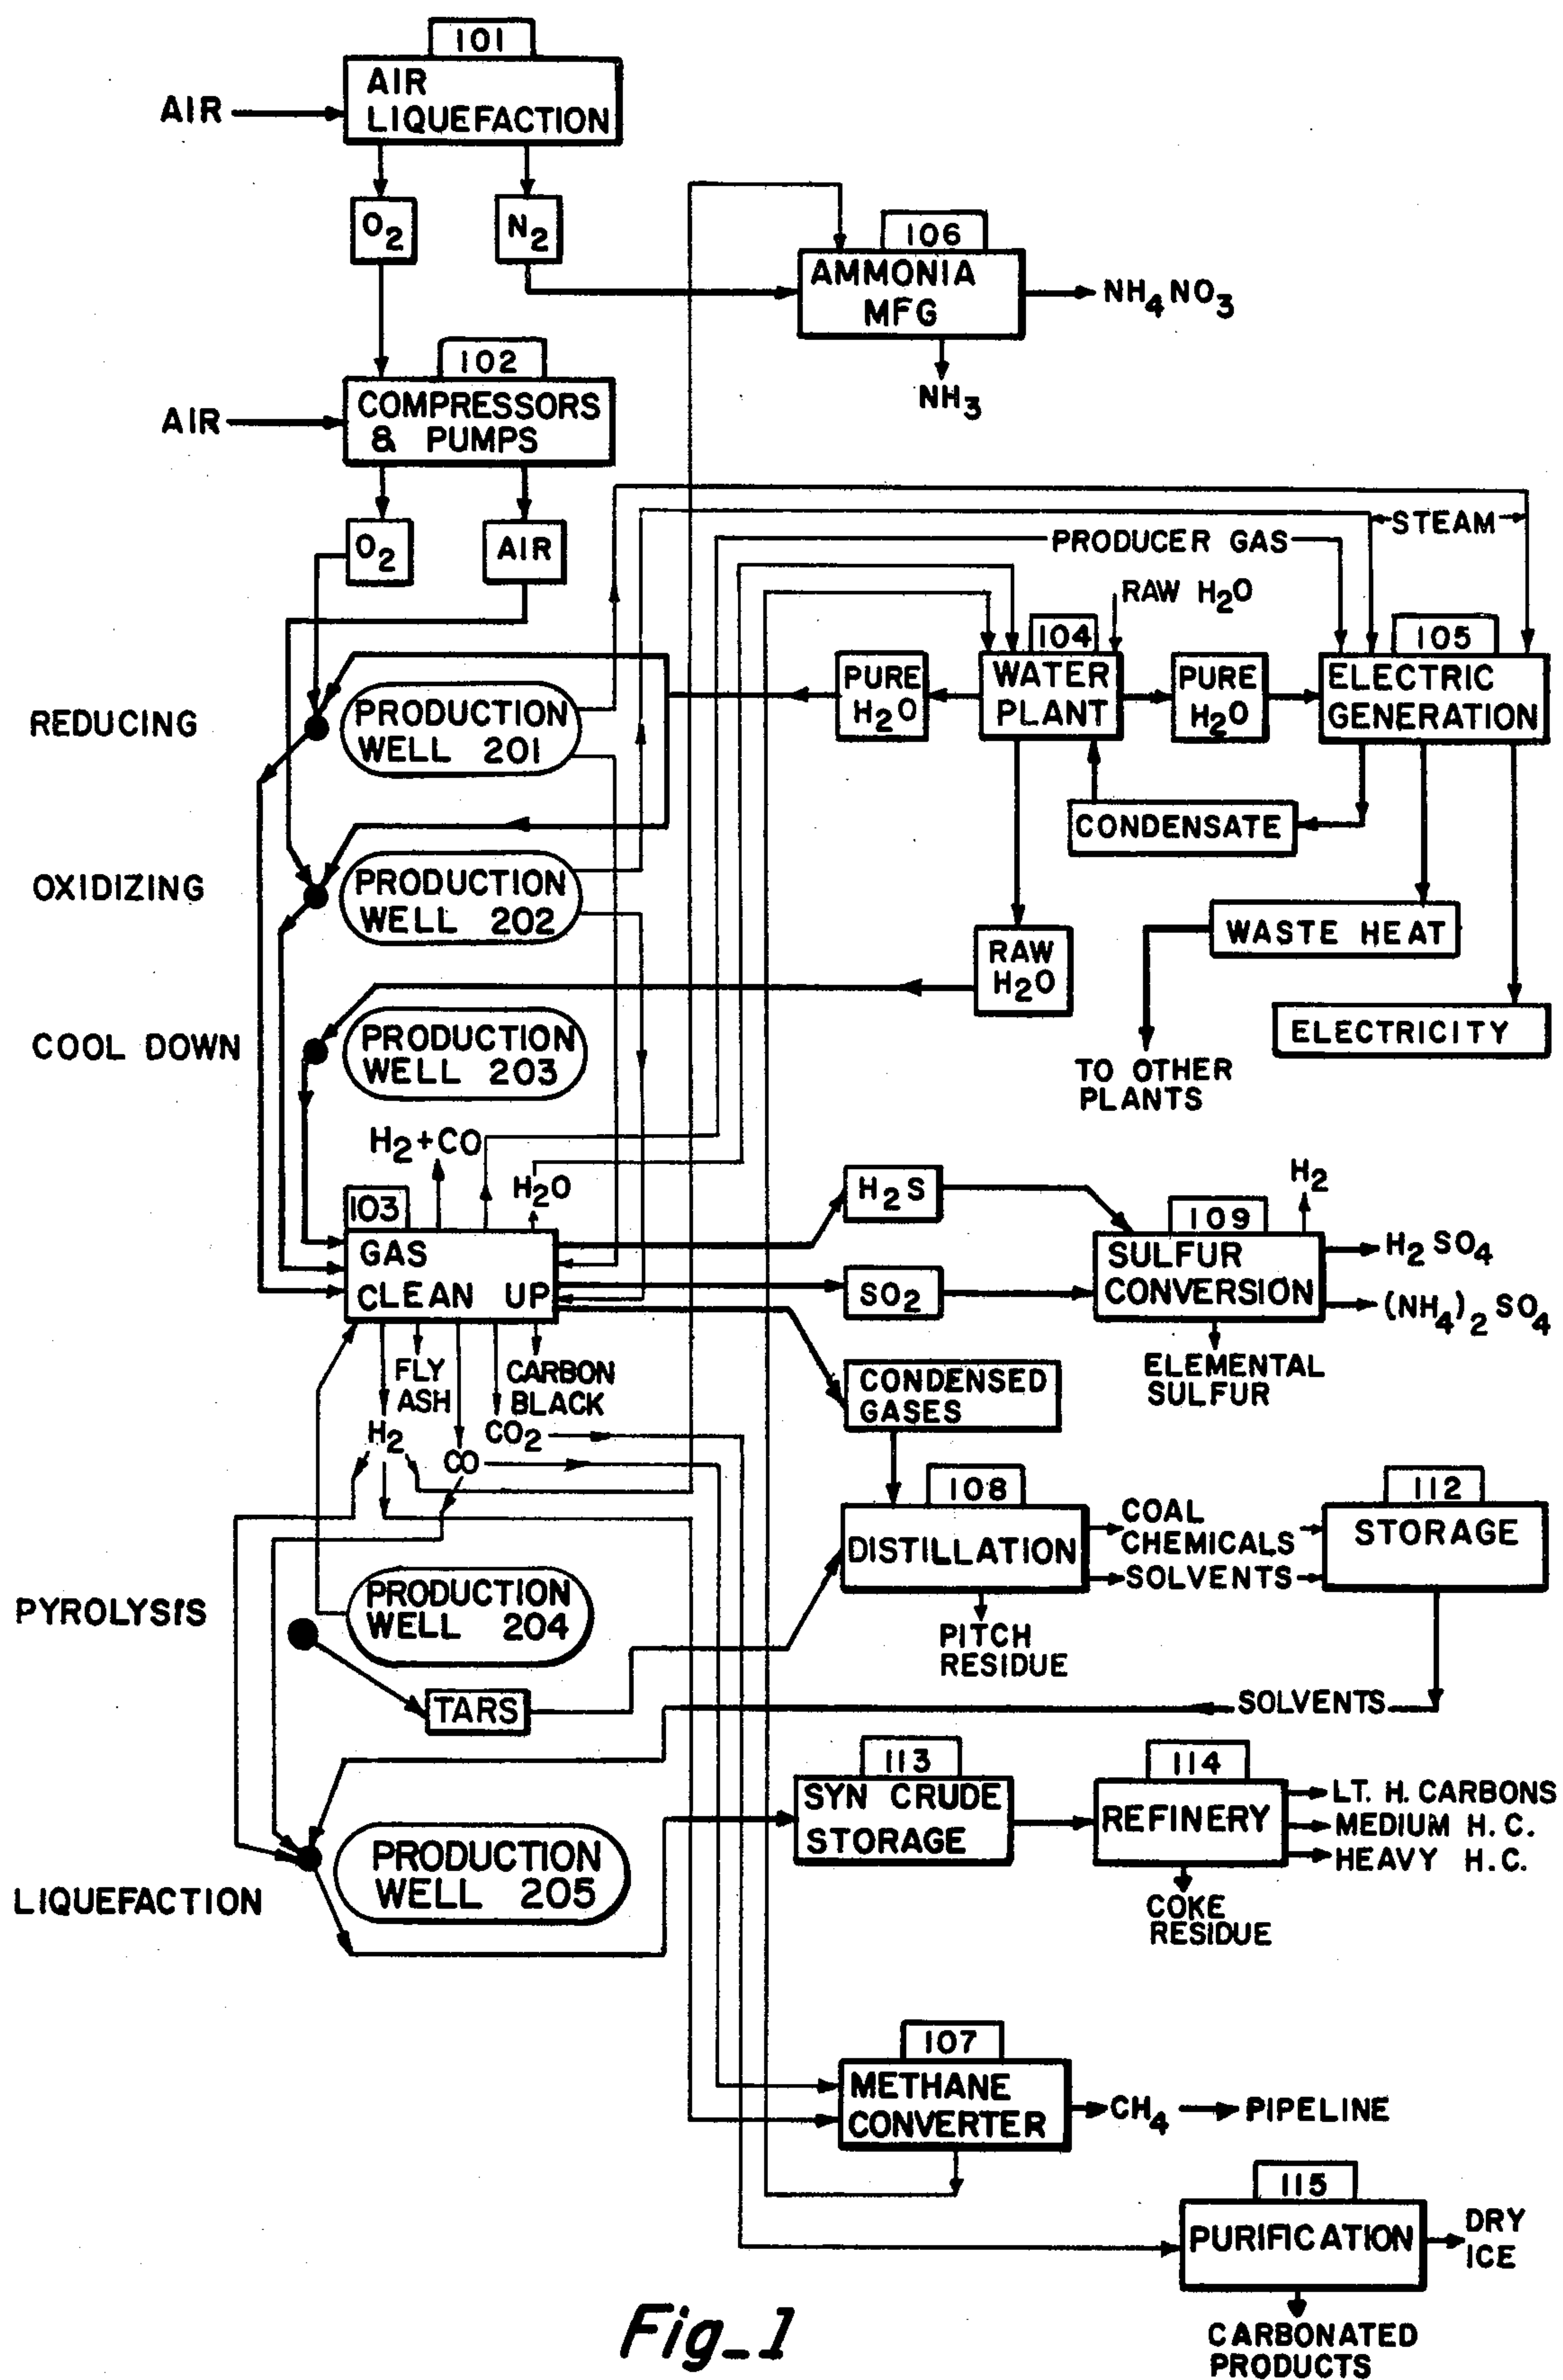 101
AIR
LIQUEFACTION
AIR
O2
N2
106
AMMONIA
MFG
NH4NO3
NH3
102
COMPRESSORS
& PUMPS
AIR
O2
AIR
STEAM
PRODUCER GAS
RAW H2O
104
WATER
PLANT
PURE
H2O
PURE
H2O
105
ELECTRIC
GENERATION
REDUCING
PRODUCTION
WELL 201
CONDENSATE
OXIDIZING
PRODUCTION
WELL 202
WASTE HEAT
RAW
H2O
ELECTRICITY
COOL DOWN
PRODUCTION
WELL 203
TO OTHER
PLANTS
H2+CO
H2O
103
GAS
CLEAN UP
H2S
SO2
109
SULFUR
CONVERSION
H2
H2SO4
(NH4)2SO4
ELEMENTAL
SULFUR
FLY
ASH
CARBON
BLACK
H2
CO
CO2
CONDENSED
GASES
108
DISTILLATION
COAL
CHEMICALS
SOLVENTS
112
STORAGE
PITCH
RESIDUE
PYROLYSIS
PRODUCTION
WELL 204
TARS
SOLVENTS
113
SYN CRUDE
STORAGE
114
REFINERY
LT. H. CARBONS
MEDIUM H.C.
HEAVY H.C.
COKE
RESIDUE
LIQUEFACTION
PRODUCTION
WELL 205
107
METHANE
CONVERTER
CH4
PIPELINE
115
PURIFICATION
DRY
ICE
CARBONATED
PRODUCTS
Fig_1